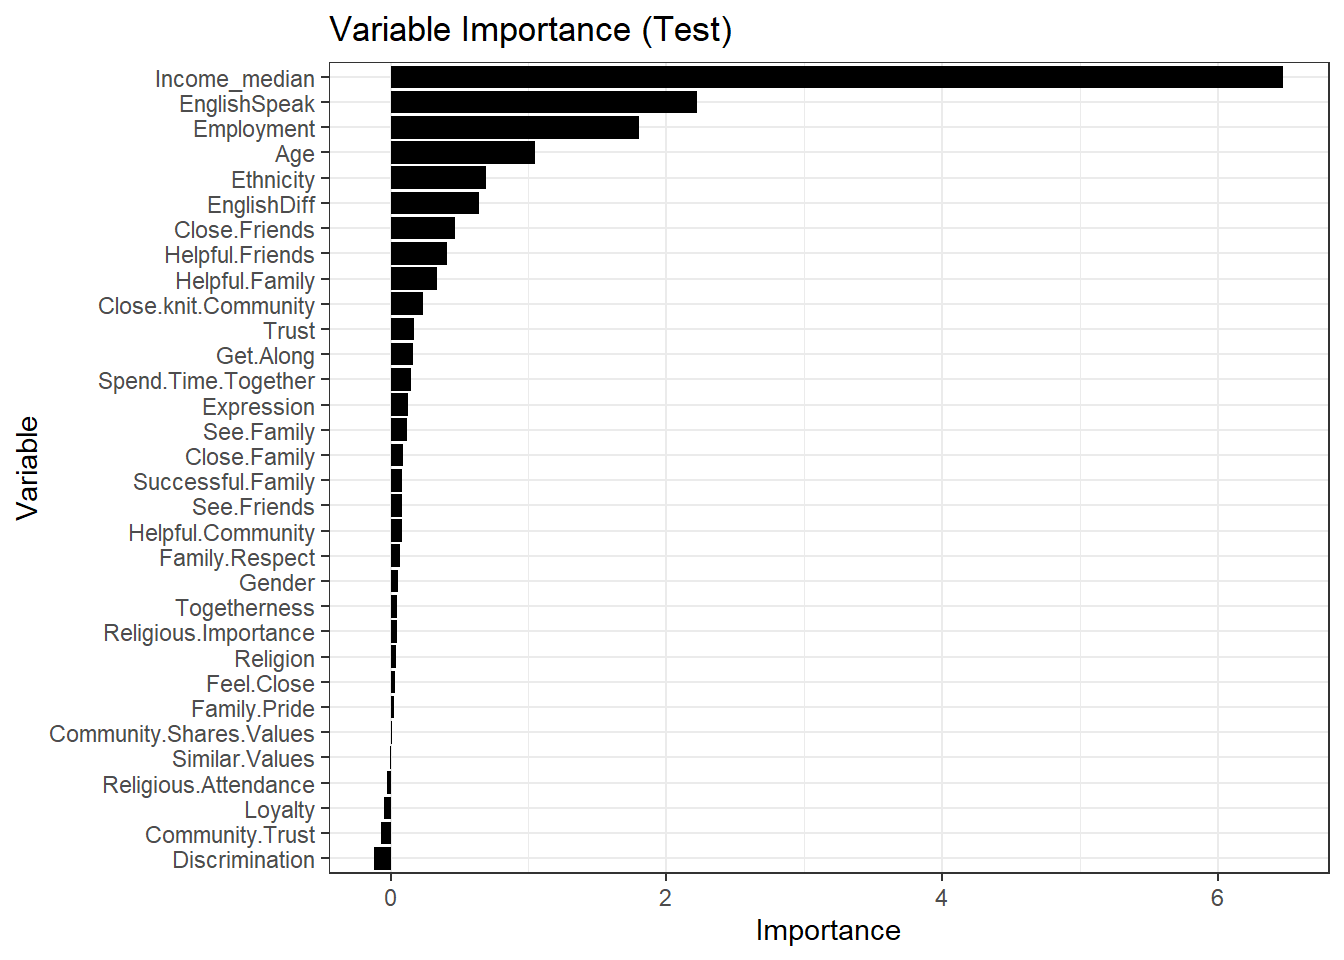 Variable Importance (Test)
Variable
Income_median
EnglishSpeak
Employment
Age
Ethnicity
EnglishDiff
Close.Friends
Helpful.Friends
Helpful.Family
Close.knit.Community
Trust
Get.Along
Spend.Time.Together
Expression
See.Family
Close.Family
Successful.Family
See.Friends
Helpful.Community
Family.Respect
Gender
Togetherness
Religious.Importance
Religion
Feel.Close
Family.Pride
Community.Shares.Values
Similar.Values
Religious.Attendance
Loyalty
Community.Trust
Discrimination
0 2 4 6
Importance